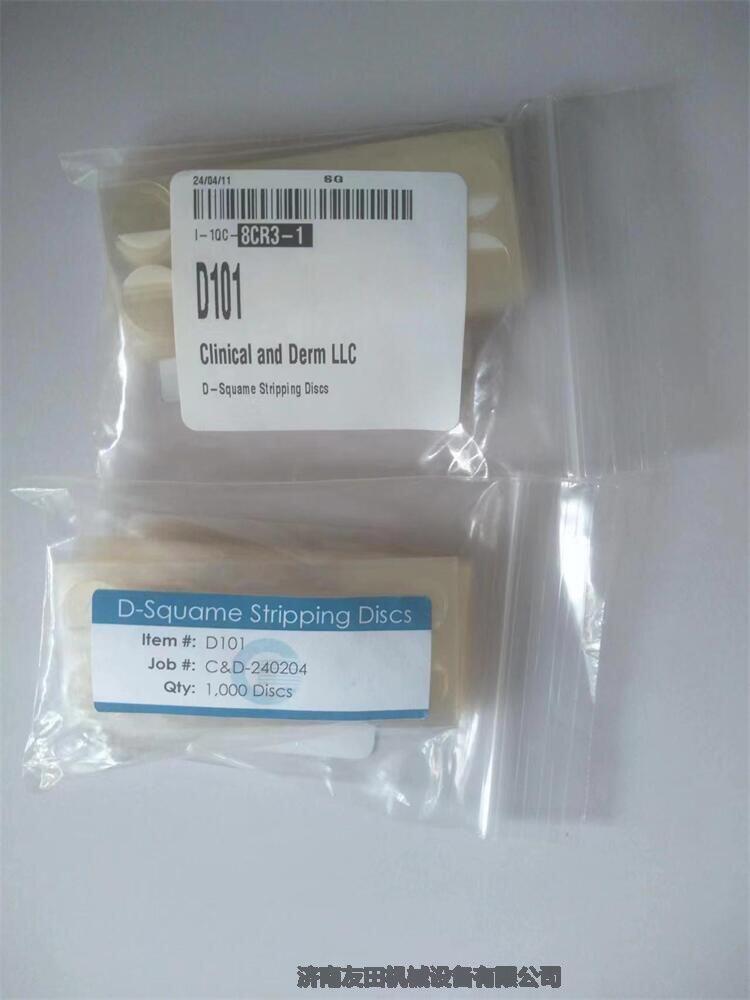 24/04/11 SG
I-1QC-8CR3-1
D101
Clinical and Derm LLC
D-Squame Stripping Discs
D-Squame Stripping Discs
Item #: D101
Job #: C&D-240204
Qty: 1,000 Discs
济南友田机械设备有限公司